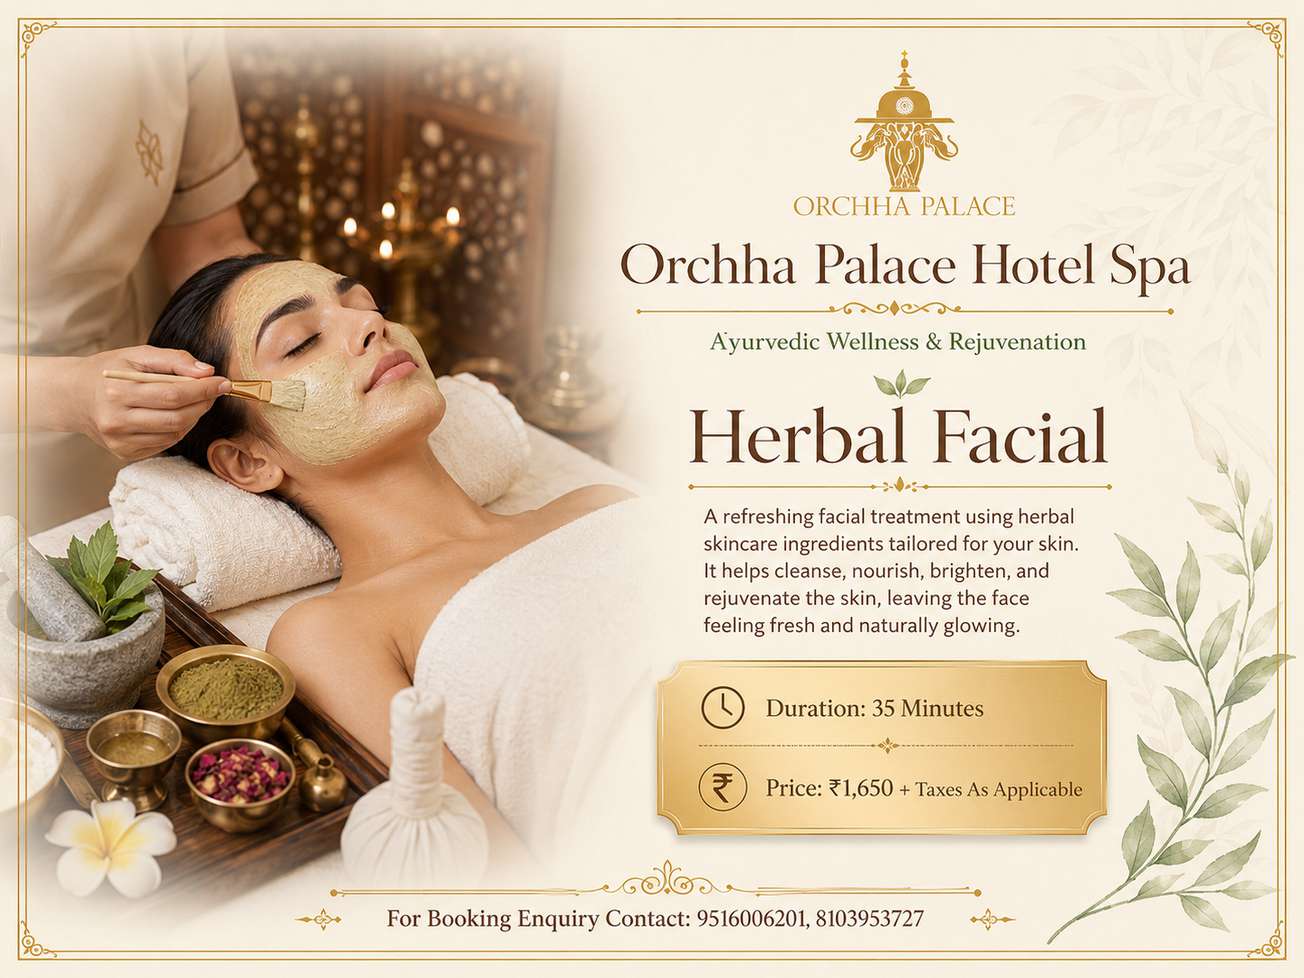 ORCHHA PALACE
Orchha Palace Hotel Spa
Ayurvedic Wellness & Rejuvenation
Herbal Facial
A refreshing facial treatment using herbal
skincare ingredients tailored for your skin.
It helps cleanse, nourish, brighten, and
rejuvenate the skin, leaving the face
feeling fresh and naturally glowing.
Duration: 35 Minutes
₹
Price: ₹1,650 + Taxes As Applicable
For Booking Enquiry Contact: 9516006201, 8103953727